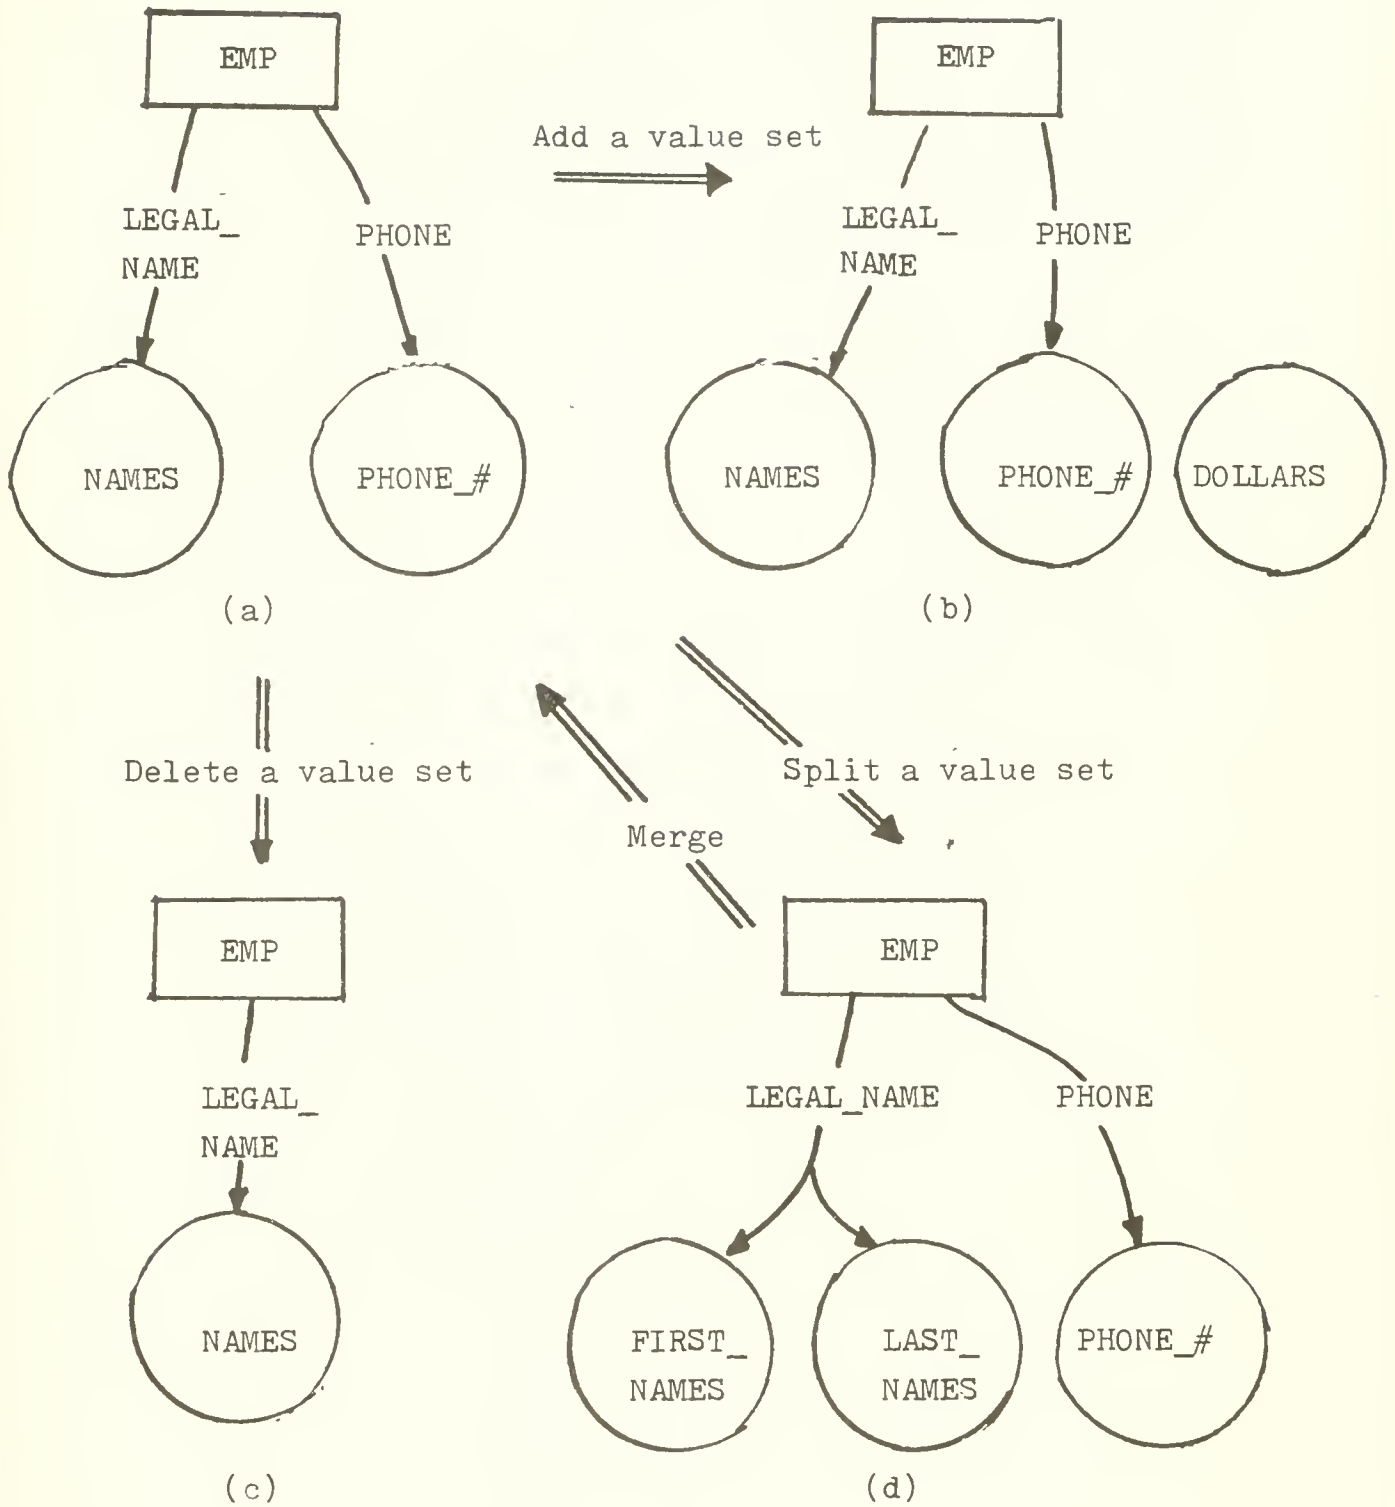 EMP
LEGAL_
NAME
PHONE
NAMES
PHONE_#
(a)
Add a value set
EMP
LEGAL_
NAME
PHONE
NAMES
PHONE_#
DOLLARS
(b)
Delete a value set
Merge
Split a value set
EMP
LEGAL_
NAME
NAMES
(c)
EMP
LEGAL_NAME
PHONE
FIRST_
NAMES
LAST_
NAMES
PHONE_#
(d)